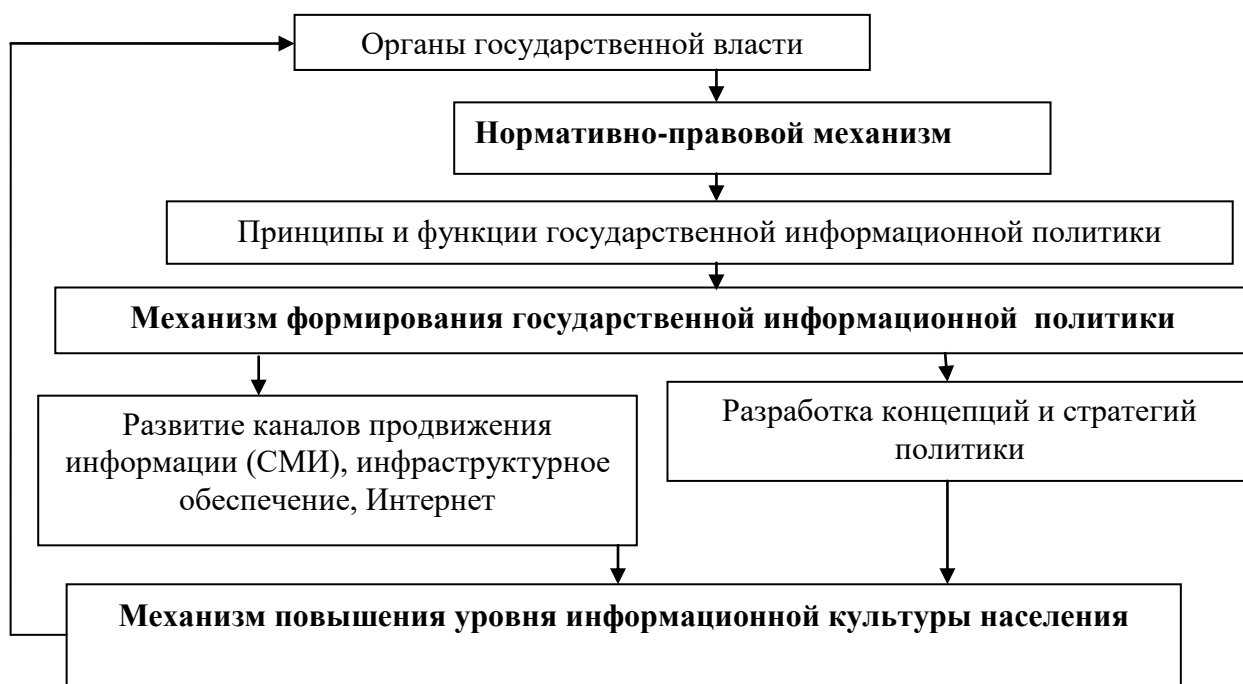 Органы государственной власти
Нормативно-правовой механизм
Принципы и функции государственной информационной политики
Механизм формирования государственной информационной политики
Развитие каналов продвижения
информации (СМИ), инфраструктурное
обеспечение, Интернет
Разработка концепций и стратегий
политики
Механизм повышения уровня информационной культуры населения